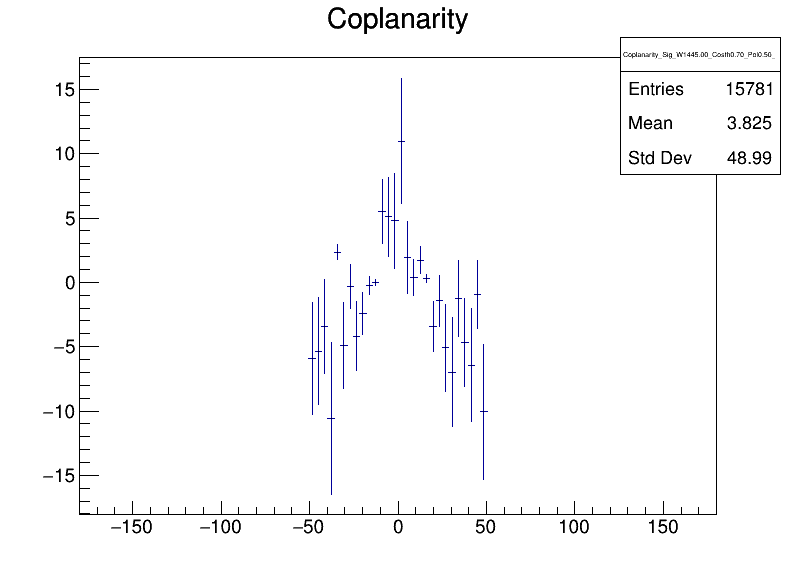 Coplanarity
Coplanarity_Sig_W1445.00_Costh0.70_Pol0.50_
Entries 15781
Mean 3.825
Std Dev 48.99
15
10
5
0
−5
−10
−15
−150 −100 −50 0 50 100 150